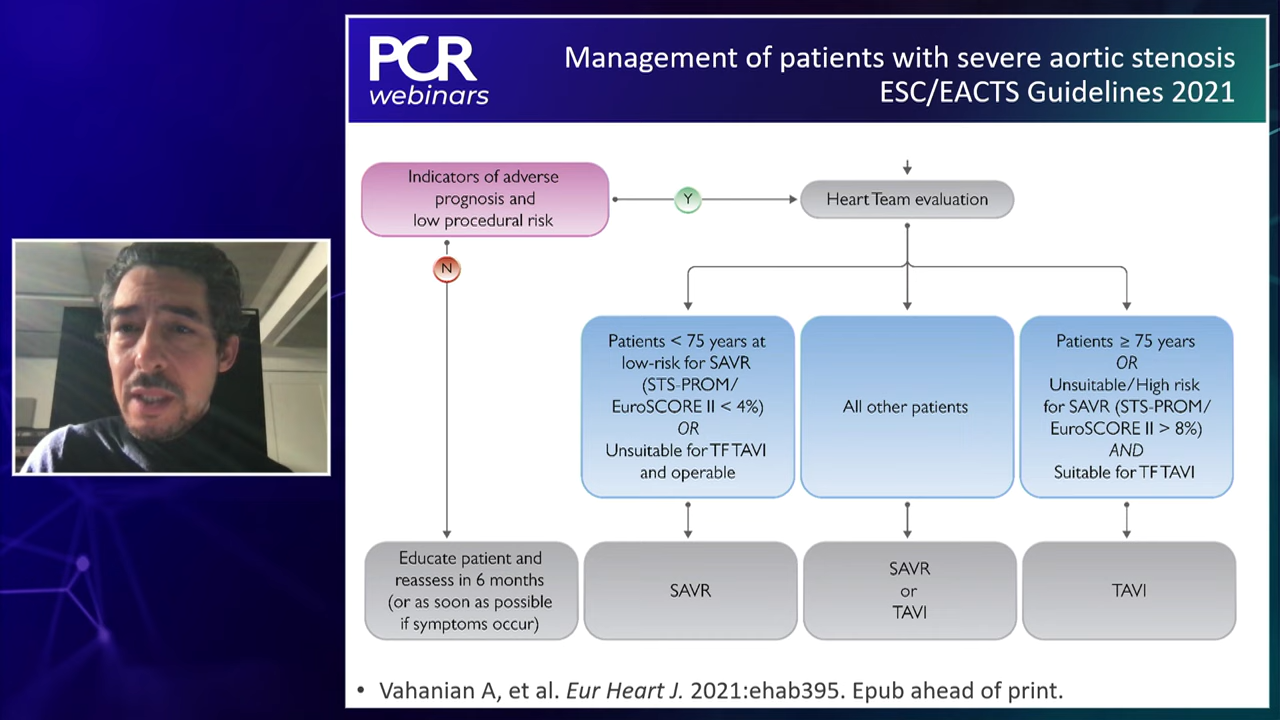 PCR
webinars
Management of patients with severe aortic stenosis
ESC/EACTS Guidelines 2021
Indicators of adverse
prognosis and
low procedural risk
Y
Heart Team evaluation
N
Patients < 75 years at
low-risk for SAVR
(STS-PROM/
EuroSCORE II < 4%)
OR
Unsuitable for TF TAVI
and operable
All other patients
Patients ≥ 75 years
OR
Unsuitable/High risk
for SAVR (STS-PROM/
EuroSCORE II > 8%)
AND
Suitable for TF TAVI
Educate patient and
reassess in 6 months
(or as soon as possible
if symptoms occur)
SAVR
SAVR
or
TAVI
TAVI
• Vahanian A, et al. Eur Heart J. 2021:ehab395. Epub ahead of print.